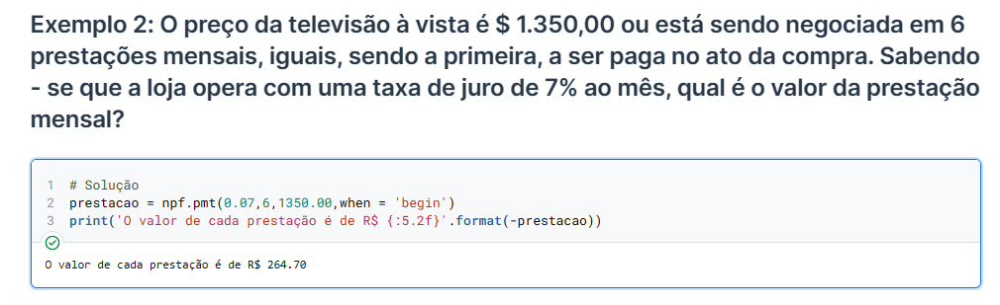 Exemplo 2: O preço da televisão à vista é $ 1.350,00 ou está sendo negociada em 6
prestações mensais, iguais, sendo a primeira, a ser paga no ato da compra. Sabendo
- se que a loja opera com uma taxa de juro de 7% ao mês, qual é o valor da prestação
mensal?
1 # Solução
2 prestacao = npf.pmt(0.07,6,1350.00,when = 'begin')
3 print('O valor de cada prestação é de R$ {:5.2f}'.format(-prestacao))
O valor de cada prestação é de R$ 264.70